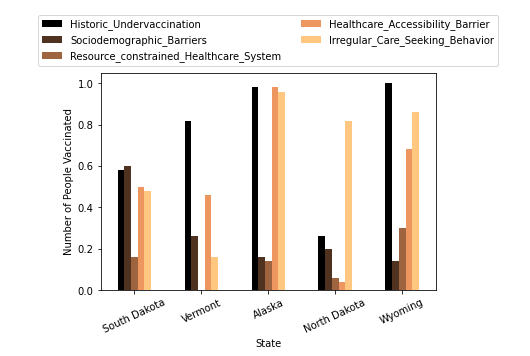 Historic_Undervaccination
Sociodemographic_Barriers
Resource_constrained_Healthcare_System
Healthcare_Accessibility_Barrier
Irregular_Care_Seeking_Behavior
1.0
0.8
0.6
0.4
0.2
0.0
Number of People Vaccinated
South Dakota
Vermont
Alaska
North Dakota
Wyoming
State